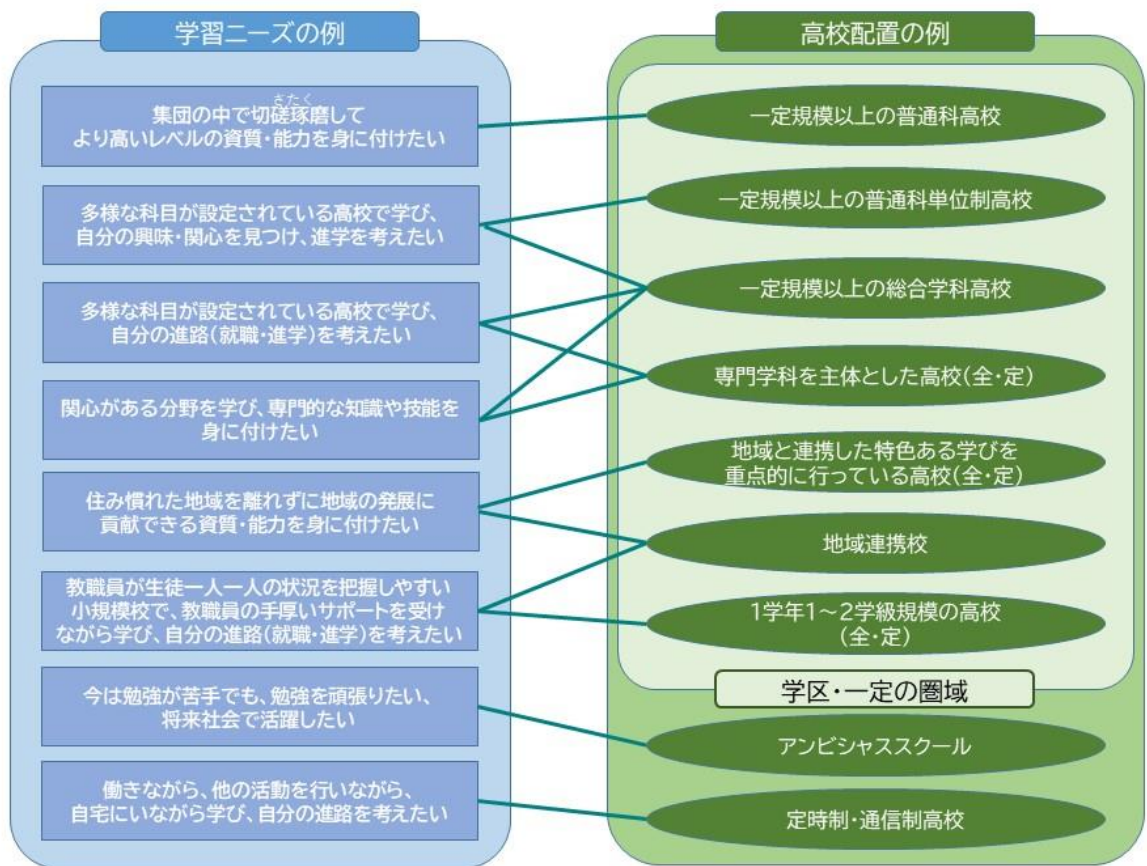 学習ニーズの例
集団の中で切磋琢磨して
さたく
より高いレベルの資質・能力を身に付けたい
多様な科目が設定されている高校で学び、
自分の興味・関心を見つけ、進学を考えたい
多様な科目が設定されている高校で学び、
自分の進路(就職・進学)を考えたい
関心がある分野を学び、専門的な知識や技能を
身に付けたい
住み慣れた地域を離れずに地域の発展に
貢献できる資質・能力を身に付けたい
教職員が生徒一人一人の状況を把握しやすい
小規模校で、教職員の手厚いサポートを受け
ながら学び、自分の進路(就職・進学)を考えたい
今は勉強が苦手でも、勉強を頑張りたい、
将来社会で活躍したい
働きながら、他の活動を行いながら、
自宅にいながら学び、自分の進路を考えたい
高校配置の例
一定規模以上の普通科高校
一定規模以上の普通科単位制高校
一定規模以上の総合学科高校
専門学科を主体とした高校(全・定)
地域と連携した特色ある学びを
重点的に行っている高校(全・定)
地域連携校
1学年1~2学級規模の高校
(全・定)
学区・一定の圏域
アンビシャススクール
定時制・通信制高校